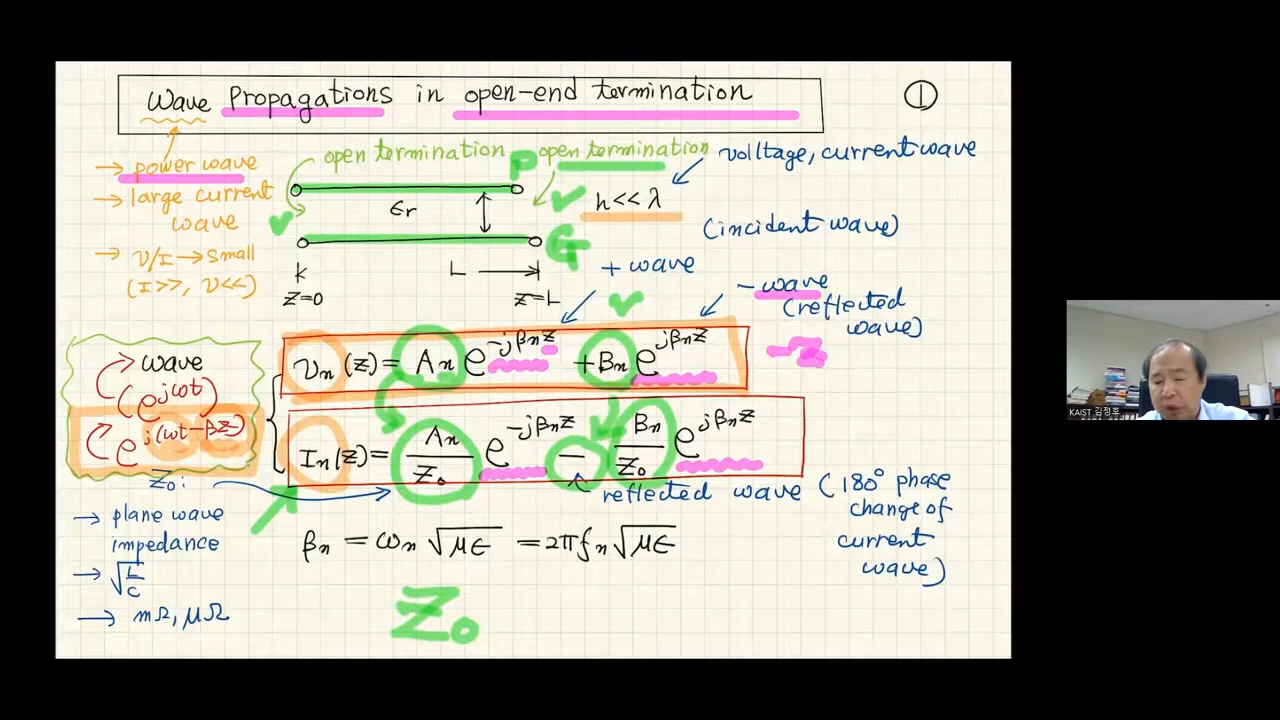 Wave Propagations in open-end termination
①
→ power wave
→ large current wave
→ V/I → small
(I>>, V<<)
open termination
P
open termination
voltage, current wave
h << λ
εr
G
(incident wave)
k
L →
z=0
z=L
+ wave
- wave
(reflected wave)
-z
wave
(e^jωt)
e^j(ωt-βz)
Vn(z) = An e^-jβnz + Bn e^jβnz
In(z) = An/Z0 e^-jβnz - Bn/Z0 e^jβnz
Z0:
→ plane wave impedance
→ √L/C
→ mΩ, μΩ
reflected wave (180° phase change of current wave)
βn = ωn √με = 2πfn √με
Z0
KAIST 김정호